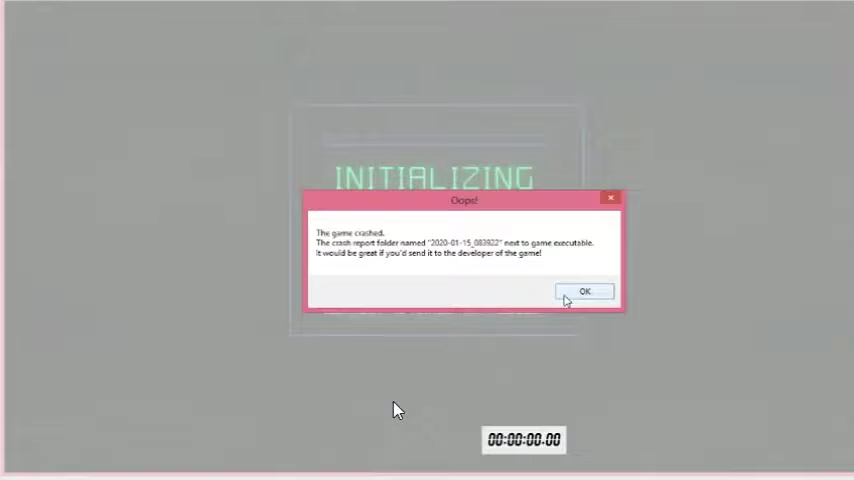 INITIALIZING
Oops!
The game crashed.
The crash report folder named "2020-01-15_083922" next to game executable.
It would be great if you'd send it to the developer of the game!
OK
00:00:00.00